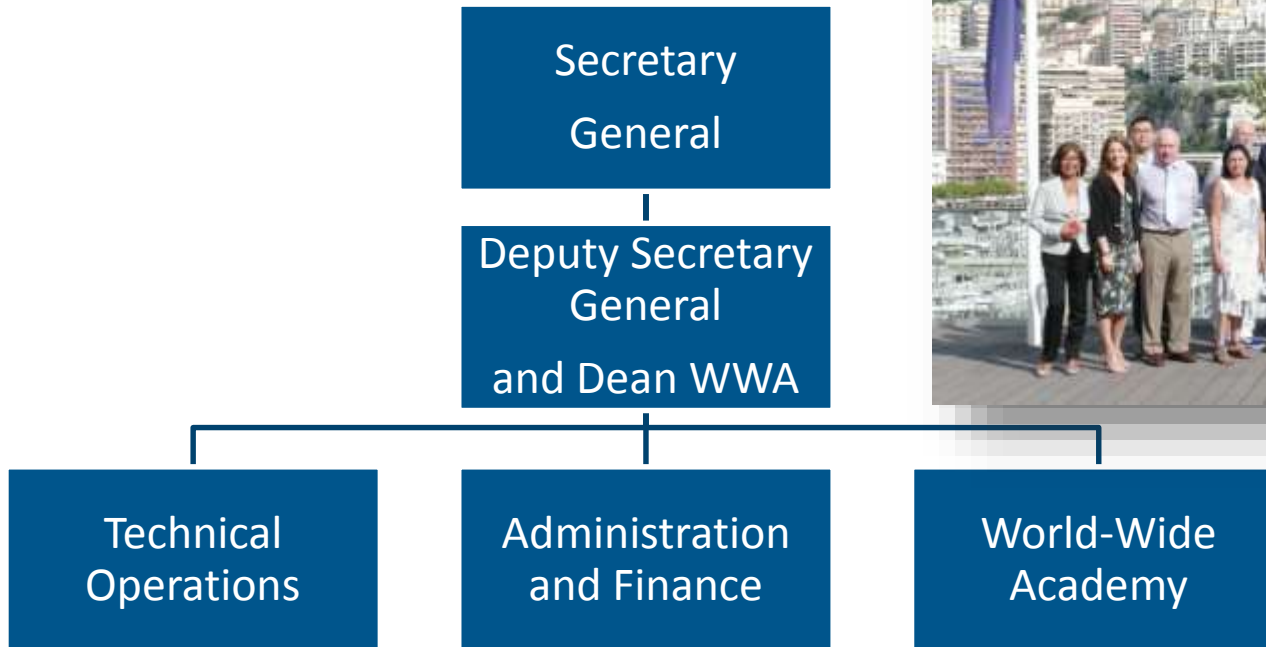 Secretary
General
Deputy Secretary
General
and Dean WWA
Technical
Operations
Administration
and Finance
World-Wide
Academy